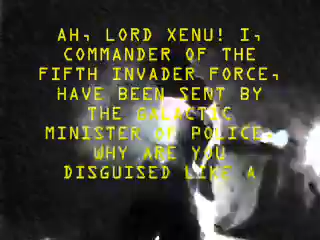 AH, LORD XENU! I,
COMMANDER OF THE
FIFTH INVADER FORCE,
HAVE BEEN SENT BY
THE GALACTIC
MINISTER OF POLICE.
WHY ARE YOU
DISGUISED LIKE A